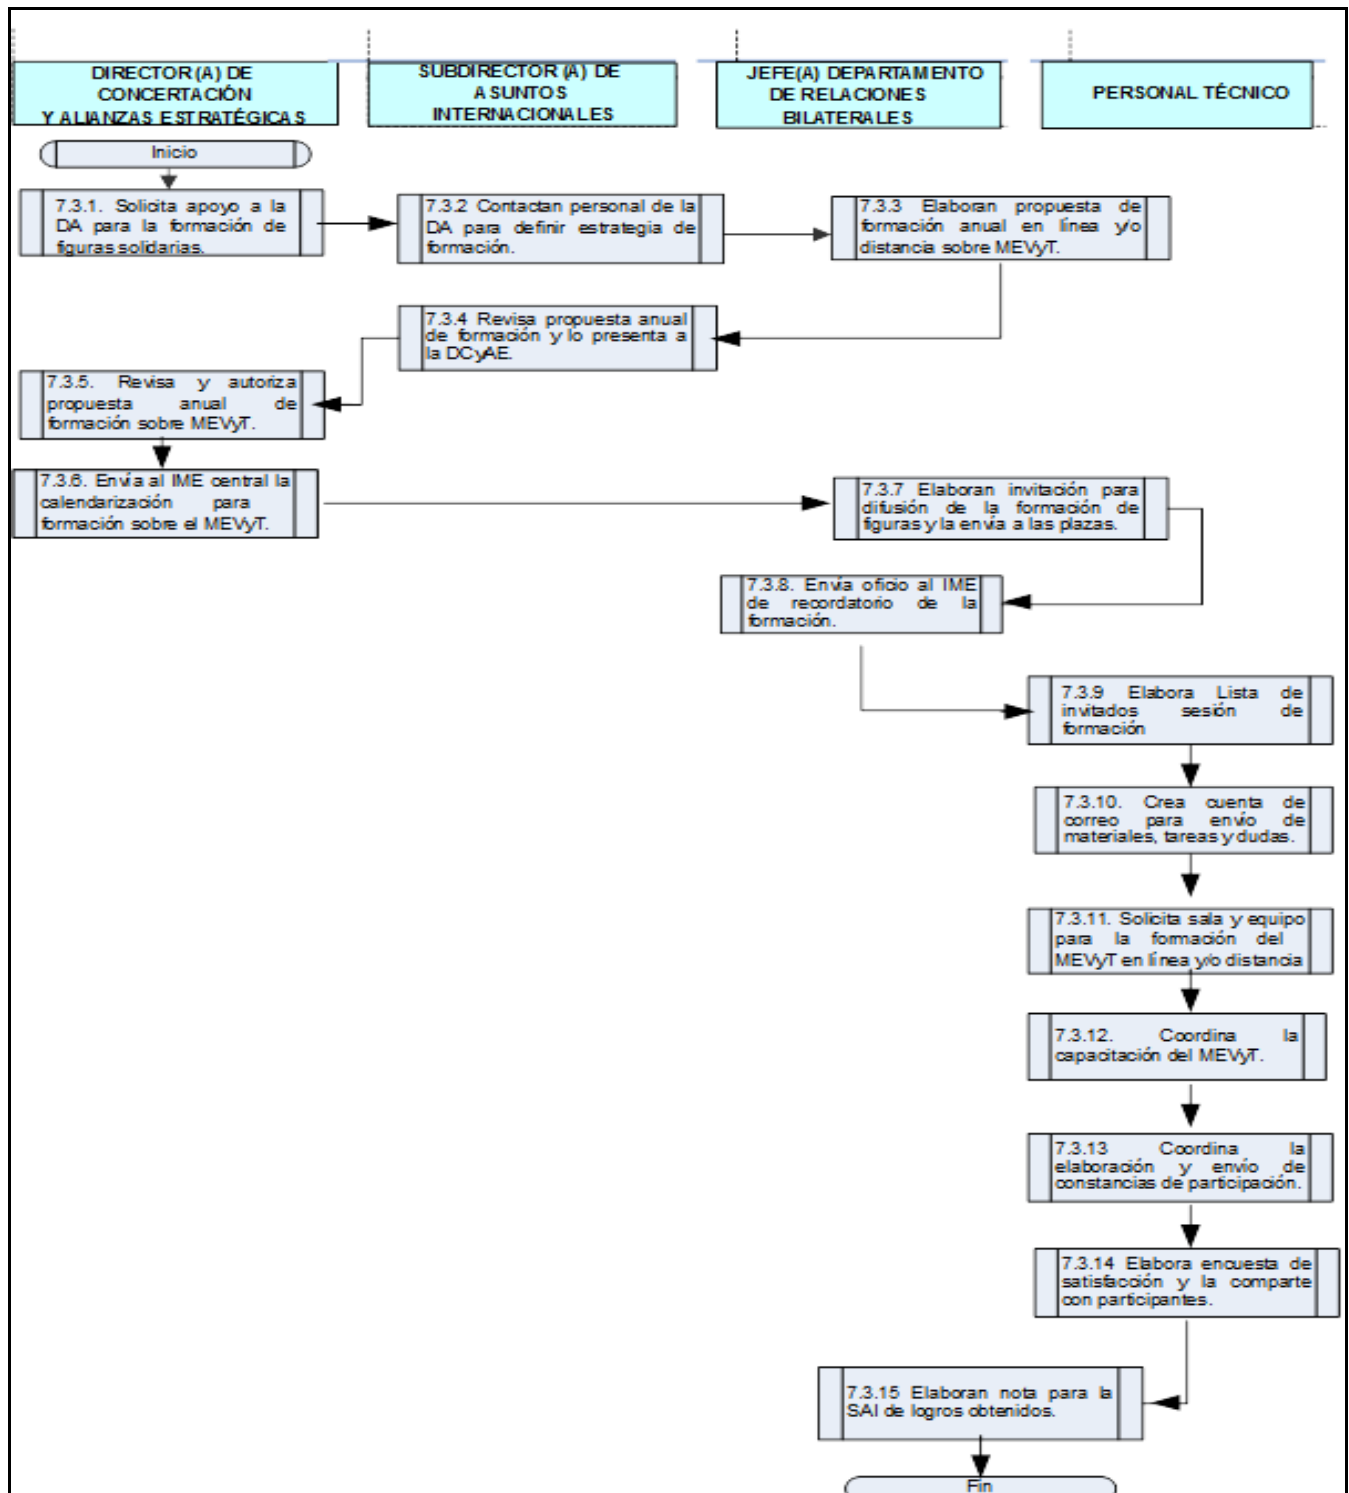 DIRECTOR (A) DE
CONCERTACIÓN
Y ALIANZAS ESTRATÉGICAS
SUBDIRECTOR (A) DE
ASUNTOS
INTERNACIONALES
JEFE(A) DEPARTAMENTO
DE RELACIONES
BILATERALES
PERSONAL TÉCNICO
Inicio
7.3.1. Solicita apoyo a la
DA para la formación de
figuras solidarias.
7.3.2 Contactan personal de la
DA para definir estrategia de
formación.
7.3.3 Elaboran propuesta de
formación anual en línea y/o
distancia sobre MEVyT.
7.3.4 Revisa propuesta anual
de formación y lo presenta a
la DCyAE.
7.3.5. Revisa y autoriza
propuesta anual de
formación sobre MEVyT.
7.3.6. Envía al IME central la
calendarización para
formación sobre el MEVyT.
7.3.7 Elaboran invitación para
difusión de la formación de
figuras y la envía a las plazas.
7.3.8. Envía oficio al IME
de recordatorio de la
formación.
7.3.9 Elabora Lista de
invitados sesión de
formación
7.3.10. Crea cuenta de
correo para envío de
materiales, tareas y dudas.
7.3.11. Solicita sala y equipo
para la formación del
MEVyT en línea y/o distancia
7.3.12. Coordina la
capacitación del MEVyT.
7.3.13 Coordina la
elaboración y envío de
constancias de participación.
7.3.14 Elabora encuesta de
satisfacción y la comparte
con participantes.
7.3.15 Elaboran nota para la
SAI de logros obtenidos.
Fin